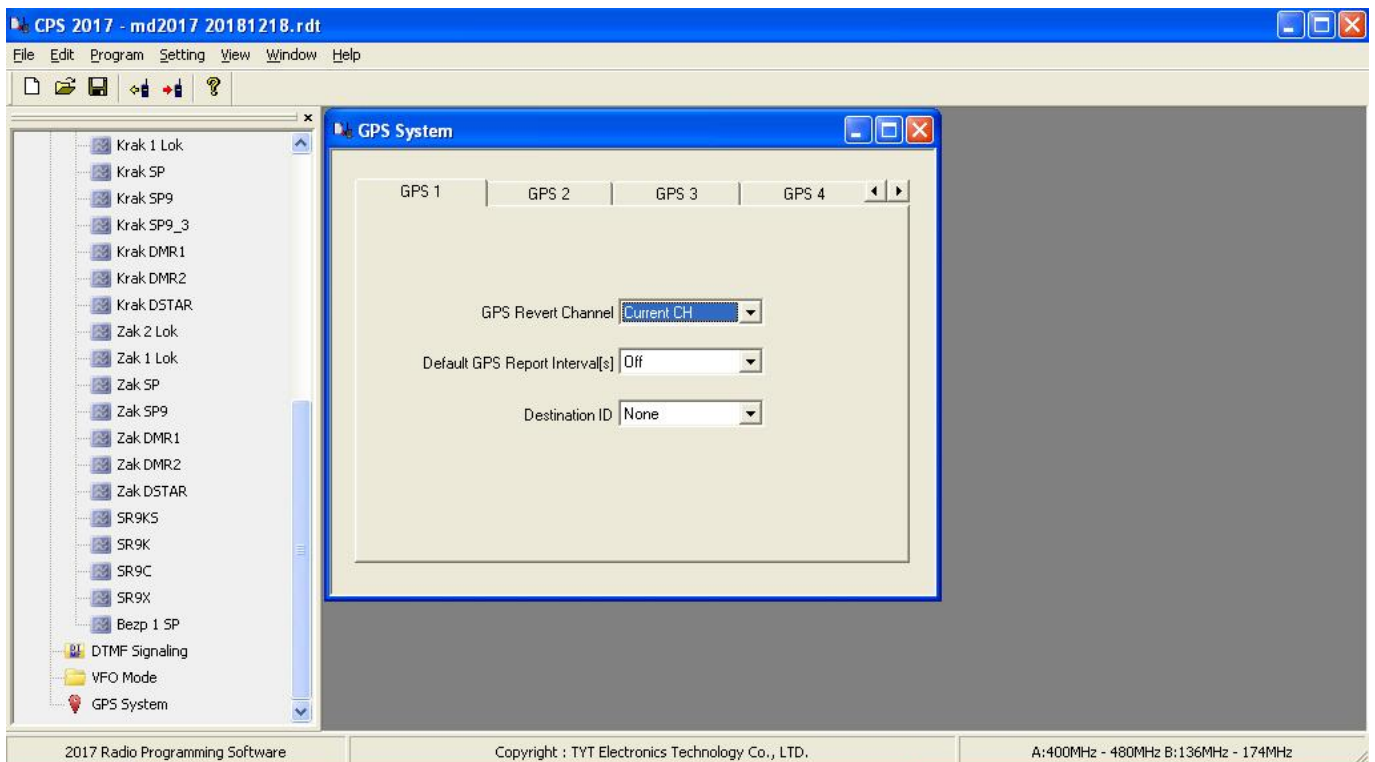 CPS 2017 - md2017 20181218.rdt
File Edit Program Setting View Window Help
Krak 1 Lok
Krak SP
Krak SP9
Krak SP9_3
Krak DMR1
Krak DMR2
Krak DSTAR
Zak 2 Lok
Zak 1 Lok
Zak SP
Zak SP9
Zak DMR1
Zak DMR2
Zak DSTAR
SR9KS
SR9K
SR9C
SR9X
Bezp 1 SP
DTMF Signaling
VFO Mode
GPS System
GPS System
GPS 1 GPS 2 GPS 3 GPS 4
GPS Revert Channel Current CH
Default GPS Report Interval[s] Off
Destination ID None
2017 Radio Programming Software Copyright : TYT Electronics Technology Co., LTD. A:400MHz - 480MHz B:136MHz - 174MHz